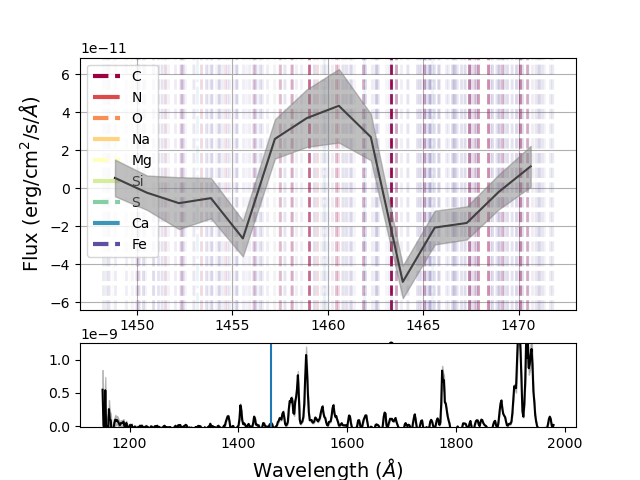 1e−11
Flux (erg/cm²/s/Å)
6
4
2
0
−2
−4
−6
C
N
O
Na
Mg
Si
S
Ca
Fe
1450 1455 1460 1465 1470
1e−9
1.0
0.5
0.0
1200 1400 1600 1800 2000
Wavelength (Å)